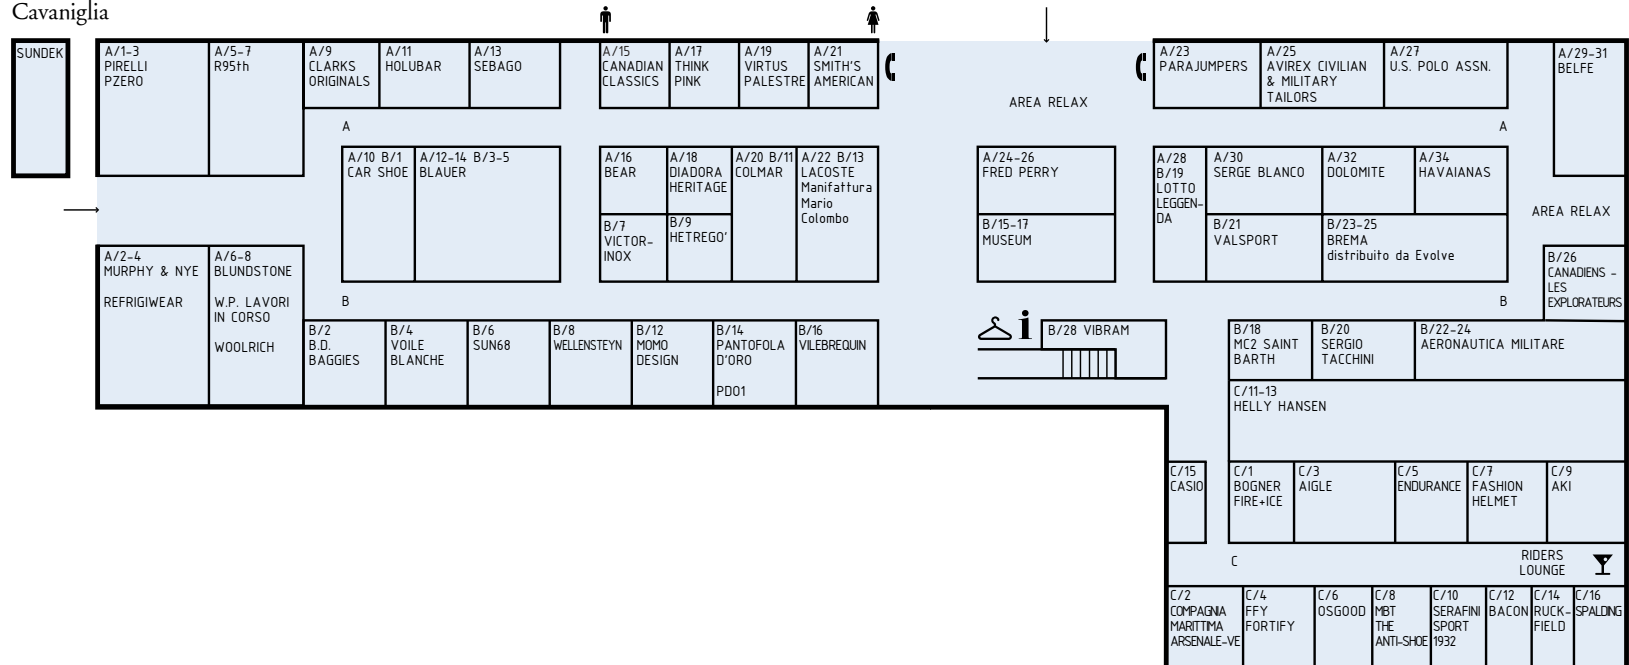 Cavaniglia
SUNDEK
A/1-3
PIRELLI
PZERO
A/5-7
R95th
A/9
CLARKS
ORIGINALS
A/11
HOLUBAR
A/13
SEBAGO
A/15
CANADIAN
CLASSICS
A/17
THINK
PINK
A/19
VIRTUS
PALESTRE
A/21
SMITH'S
AMERICAN
AREA RELAX
A/23
PARAJUMPERS
A/25
AVIREX CIVILIAN
& MILITARY
TAILORS
A/27
U.S. POLO ASSN.
A/29-31
BELFE
A
A
A/10 B/1
CAR SHOE
A/12-14 B/3-5
BLAUER
A/16
BEAR
A/18
DIADORA
HERITAGE
A/20 B/11
COLMAR
A/22 B/13
LACOSTE
Manifattura
Mario
Colombo
B/7
VICTOR-
INOX
B/9
HETREGO'
A/24-26
FRED PERRY
B/15-17
MUSEUM
A/28
B/19
LOTTO
LEGGEN-
DA
A/30
SERGE BLANCO
A/32
DOLOMITE
A/34
HAVAIANAS
B/21
VALSPORT
B/23-25
BREMA
distribuito da Evolve
AREA RELAX
A/2-4
MURPHY & NYE
REFRIGIWEAR
A/6-8
BLUNDSTONE
W.P. LAVORI
IN CORSO
WOOLRICH
B/26
CANADIENS -
LES
EXPLORATEURS
B
B
B/2
B.D.
BAGGIES
B/4
VOILE
BLANCHE
B/6
SUN68
B/8
WELLENSTEYN
B/12
MOMO
DESIGN
B/14
PANTOFOLA
D'ORO
PD01
B/16
VILEBREQUIN
i
B/28 VIBRAM
B/18
MC2 SAINT
BARTH
B/20
SERGIO
TACCHINI
B/22-24
AERONAUTICA MILITARE
C/11-13
HELLY HANSEN
C/15
CASIO
C/1
BOGNER
FIRE+ICE
C/3
AIGLE
C/5
ENDURANCE
C/7
FASHION
HELMET
C/9
AKI
C
RIDERS
LOUNGE
C/2
COMPAGNIA
MARITTIMA
ARSENALE-VE
C/4
FFY
FORTIFY
C/6
OSGOOD
C/8
MBT
THE
ANTI-SHOE
C/10
SERAFINI
SPORT
1932
C/12
BACON
C/14
RUCK-
FIELD
C/16
SPALDING